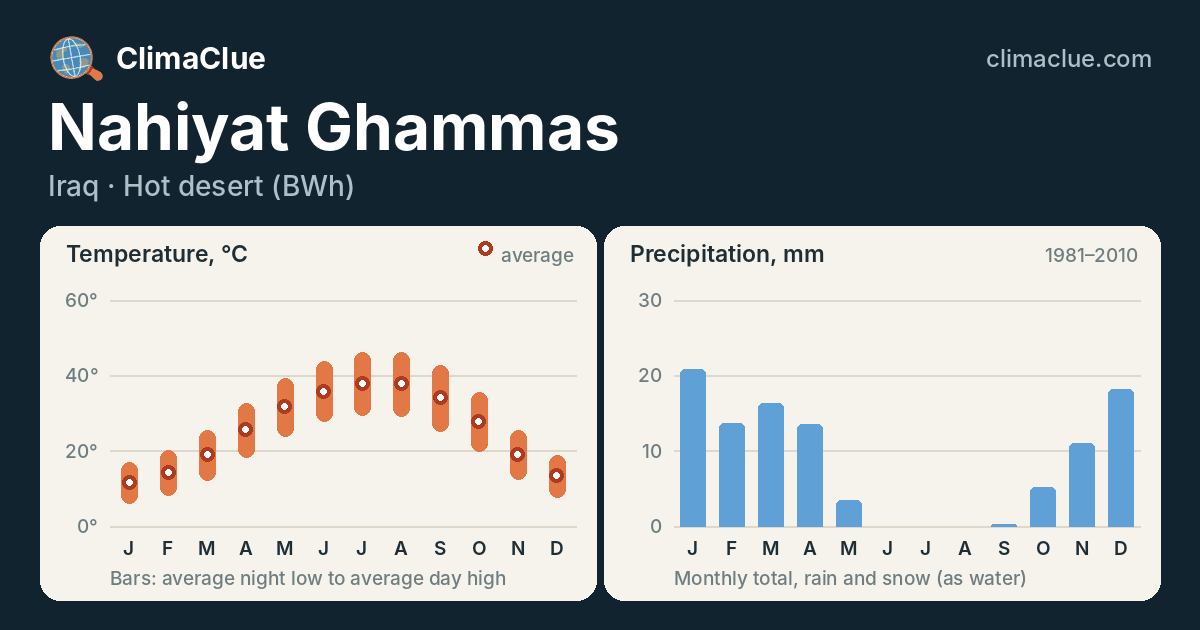 ClimaClue
climaclue.com
Nahiyat Ghammas
Iraq · Hot desert (BWh)
Temperature, °C
average
60°
40°
20°
0°
J F M A M J J A S O N D
Bars: average night low to average day high
Precipitation, mm
1981–2010
30
20
10
0
J F M A M J J A S O N D
Monthly total, rain and snow (as water)